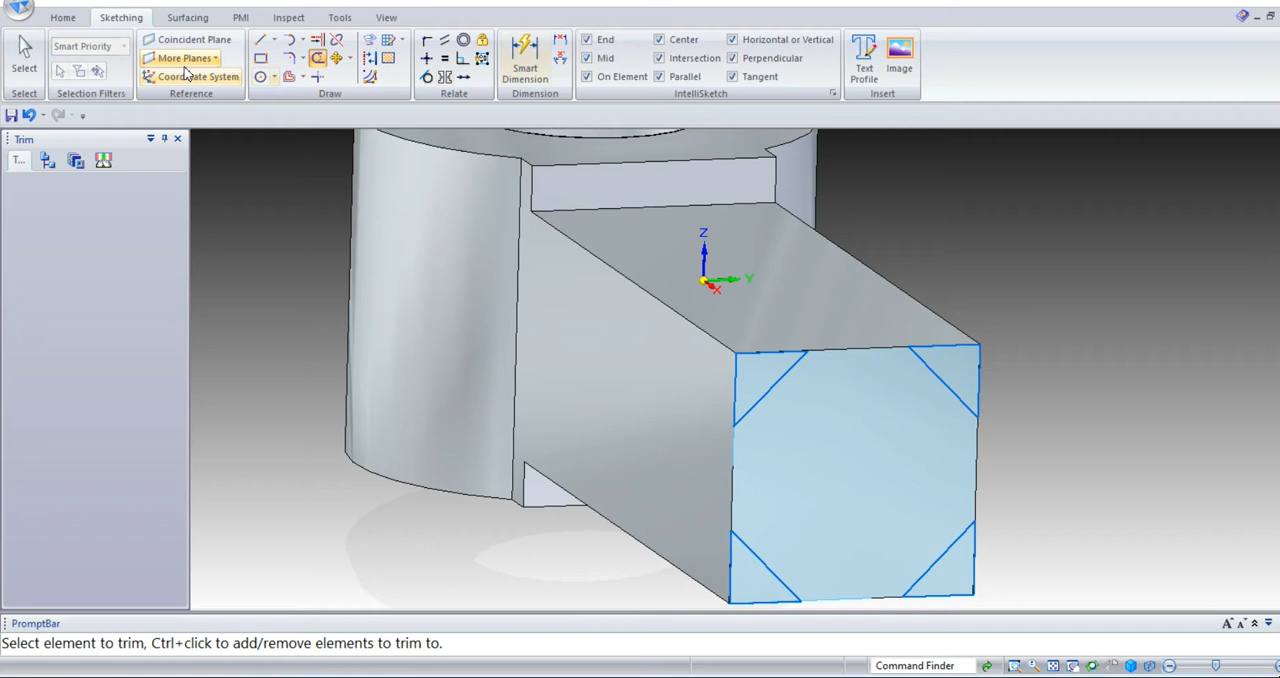 Home Sketching Surfacing PMI Inspect Tools View
Select
Select
Smart Priority
Selection Filters
Coincident Plane
More Planes
Coordinate System
Reference
Draw
Relate
Smart
Dimension
Dimension
End
Mid
On Element
Center
Intersection
Parallel
Horizontal or Vertical
Perpendicular
Tangent
IntelliSketch
Text
Profile
Image
Insert
Trim
T...
Z
Y
X
PromptBar
Select element to trim, Ctrl+click to add/remove elements to trim to.
Command Finder